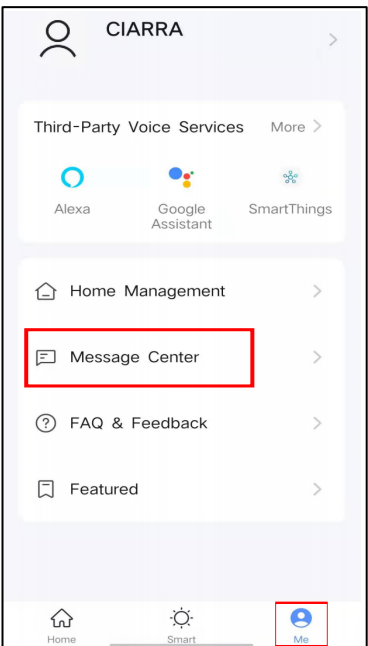 CIARRA
Third-Party Voice Services More
Alexa
Google
Assistant
SmartThings
Home Management
Message Center
FAQ & Feedback
Featured
Home
Smart
Me